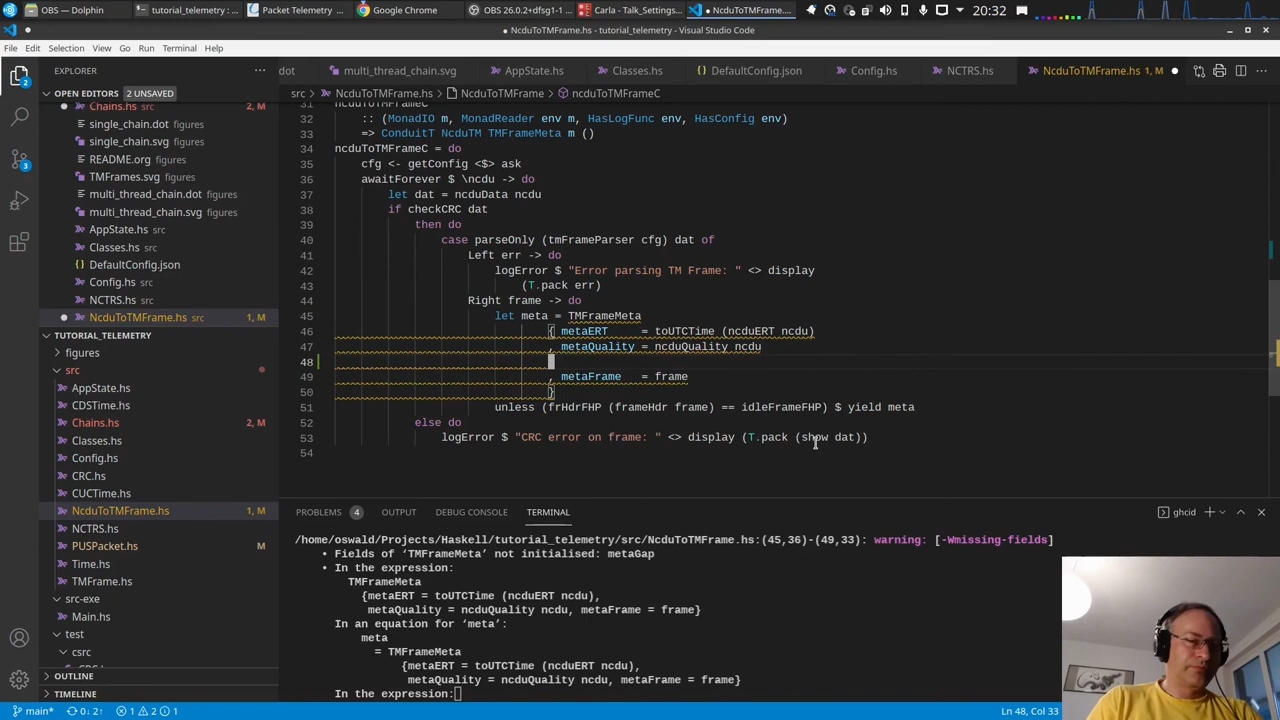 OBS — Dolphin
tutorial_telemetry :
Packet Telemetry
Google Chrome
OBS 26.0.2+dfsg1-1
Carla - Talk_Settings.
NcduToTMFrame.
20:32
NcduToTMFrame.hs - tutorial_telemetry - Visual Studio Code
File Edit Selection View Go Run Terminal Help
EXPLORER
dot
multi_thread_chain.svg
AppState.hs
Classes.hs
DefaultConfig.json
Config.hs
NCTRS.hs
NcduToTMFrame.hs 1, M
OPEN EDITORS 2 UNSAVED
src > NcduToTMFrame.hs > NcduToTMFrame > ncduToTMFrameC
Chains.hs src 2, M
single_chain.dot figures
single_chain.svg figures
README.org figures
TMFrames.svg figures
multi_thread_chain.dot figures
multi_thread_chain.svg figures
AppState.hs src
Classes.hs src
DefaultConfig.json
Config.hs src
NCTRS.hs src
NcduToTMFrame.hs src 1, M
TUTORIAL_TELEMETRY
figures
src
AppState.hs
CDSTime.hs
Chains.hs 2, M
Classes.hs
Config.hs
CRC.hs
CUCTime.hs
NcduToTMFrame.hs 1, M
NCTRS.hs
PUSPacket.hs M
Time.hs
TMFrame.hs
src-exe
Main.hs
test
csrc
OUTLINE
TIMELINE
31 ncduToTMFrameC
32 :: (MonadIO m, MonadReader env m, HasLogFunc env, HasConfig env)
33 => ConduitT NcduTM TMFrameMeta m ()
34 ncduToTMFrameC = do
35 cfg <- getConfig <$> ask
36 awaitForever $ \ncdu -> do
37 let dat = ncduData ncdu
38 if checkCRC dat
39 then do
40 case parseOnly (tmFrameParser cfg) dat of
41 Left err -> do
42 logError $ "Error parsing TM Frame: " <> display
43 (T.pack err)
44 Right frame -> do
45 let meta = TMFrameMeta
46 { metaERT = toUTCTime (ncduERT ncdu)
47 , metaQuality = ncduQuality ncdu
48
49 , metaFrame = frame
50 }
51 unless (frHdrFHP (frameHdr frame) == idleFrameFHP) $ yield meta
52 else do
53 logError $ "CRC error on frame: " <> display (T.pack (show dat))
54
PROBLEMS 4 OUTPUT DEBUG CONSOLE TERMINAL
ghcid
/home/oswald/Projects/Haskell/tutorial_telemetry/src/NcduToTMFrame.hs:(45,36)-(49,33): warning: [-Wmissing-fields]
• Fields of ‘TMFrameMeta’ not initialised: metaGap
• In the expression:
TMFrameMeta
{metaERT = toUTCTime (ncduERT ncdu),
metaQuality = ncduQuality ncdu, metaFrame = frame}
In an equation for ‘meta’:
meta
= TMFrameMeta
{metaERT = toUTCTime (ncduERT ncdu),
metaQuality = ncduQuality ncdu, metaFrame = frame}
In the expression:
main* 0↓ 2↑ 1 2 1
Ln 48, Col 33